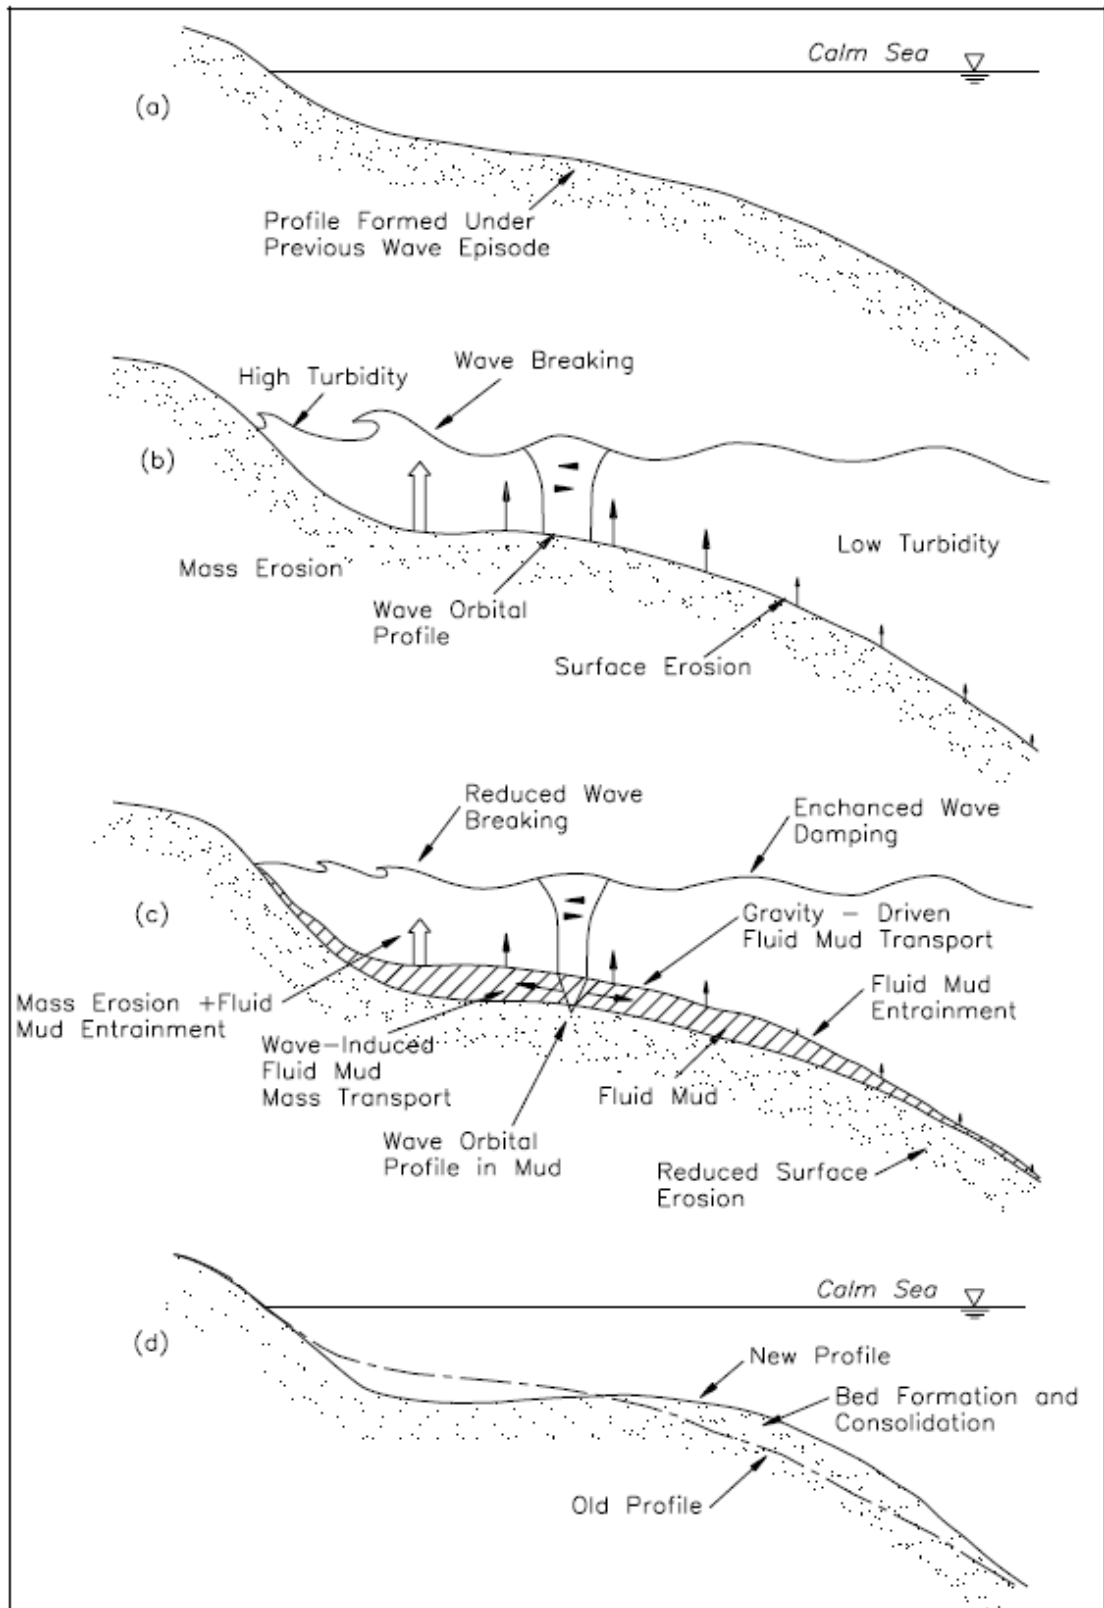 Calm Sea
(a)
Profile Formed Under
Previous Wave Episode
Wave Breaking
High Turbidity
(b)
Low Turbidity
Mass Erosion
Wave Orbital
Profile
Surface Erosion
Reduced Wave
Breaking
Enchanced Wave
Damping
(c)
Gravity - Driven
Fluid Mud Transport
Fluid Mud
Entrainment
Mass Erosion +Fluid
Mud Entrainment
Wave-Induced
Fluid Mud
Mass Transport
Fluid Mud
Wave Orbital
Profile in Mud
Reduced Surface
Erosion
Calm Sea
(d)
New Profile
Bed Formation and
Consolidation
Old Profile